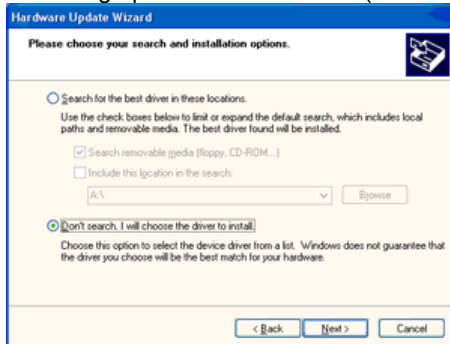 Hardware Update Wizard
Please choose your search and installation options.
Search for the best driver in these locations.
Use the check boxes below to limit or expand the default search, which includes local
paths and removable media. The best driver found will be installed.
Search removable media (floppy, CD-ROM...)
Include this location in the search:
A:\
Browse
Don't search. I will choose the driver to install.
Choose this option to select the device driver from a list. Windows does not guarantee that
the driver you choose will be the best match for your hardware.
< Back Next > Cancel